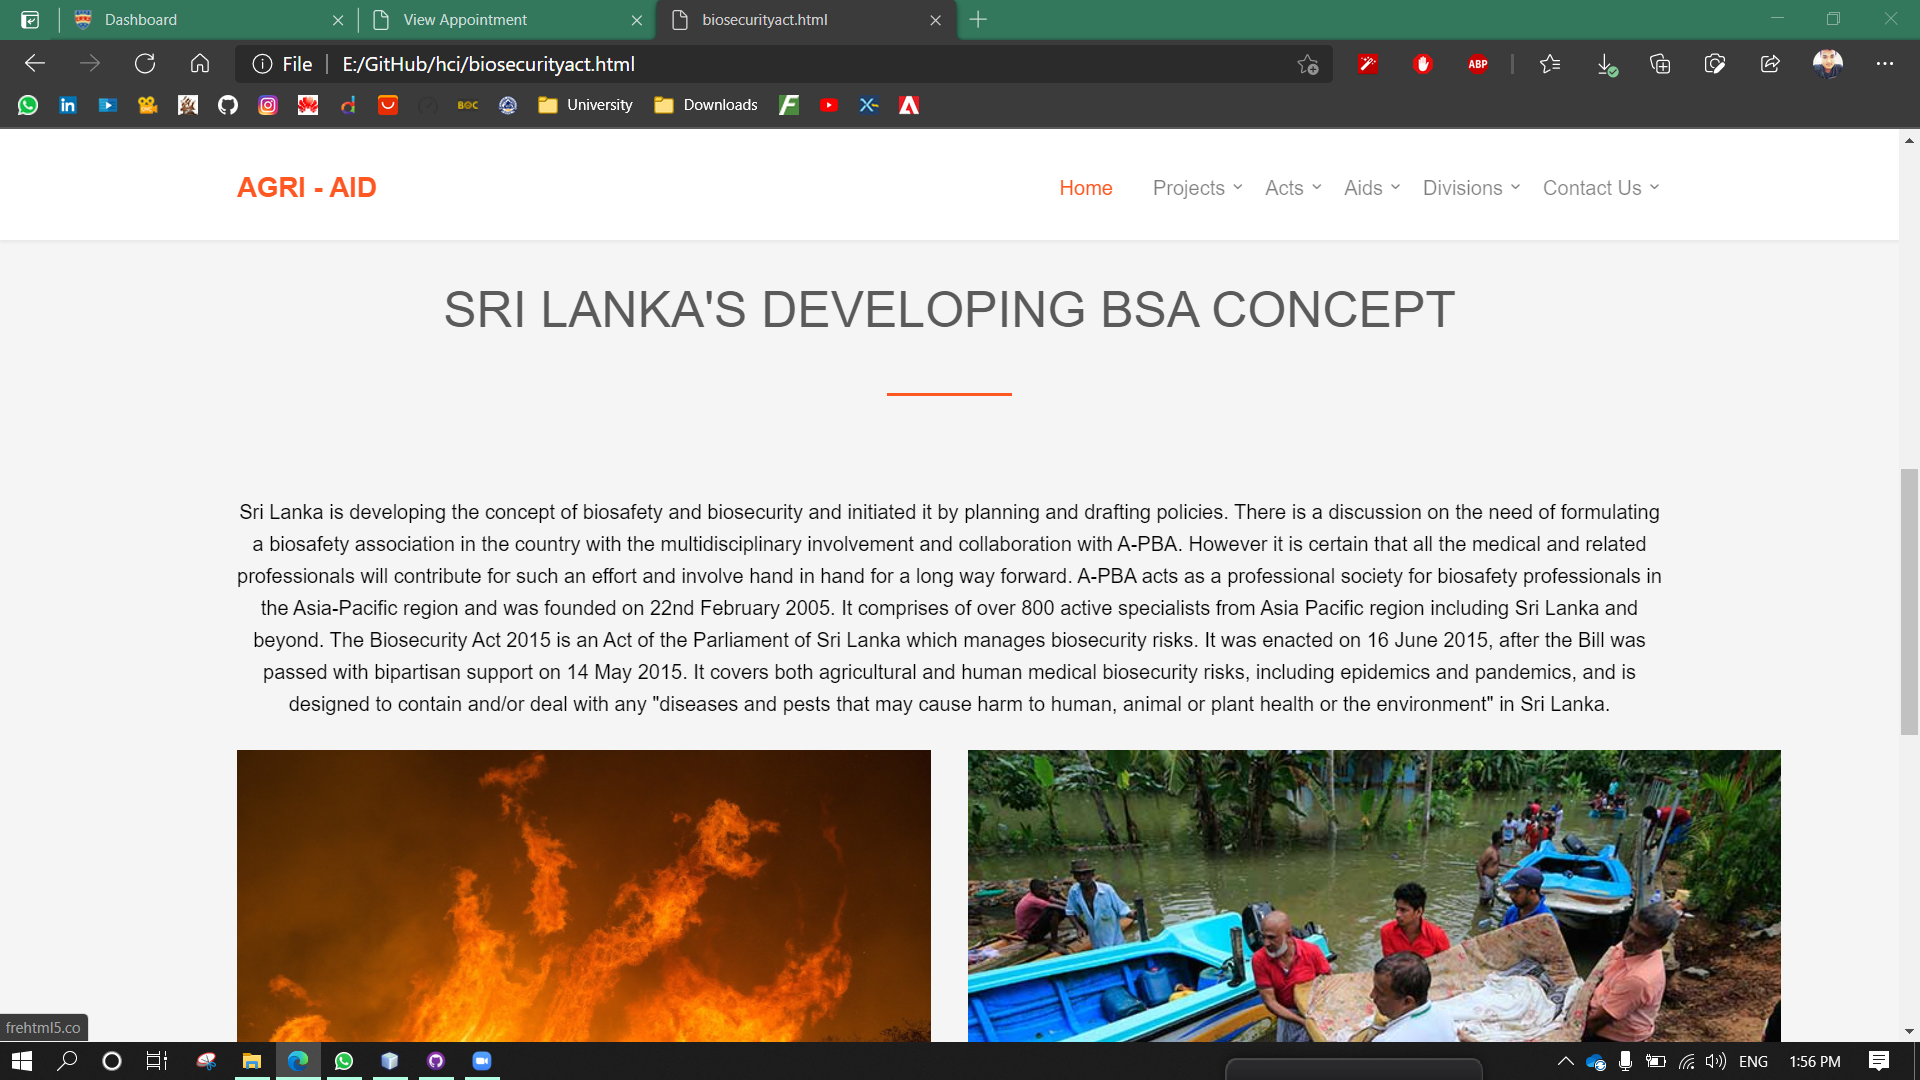 Dashboard
View Appointment
biosecurityact.html
File
E:/GitHub/hci/biosecurityact.html
ABP
BOC
University
Downloads
AGRI - AID
Home
Projects
Acts
Aids
Divisions
Contact Us
SRI LANKA'S DEVELOPING BSA CONCEPT
Sri Lanka is developing the concept of biosafety and biosecurity and initiated it by planning and drafting policies. There is a discussion on the need of formulating
a biosafety association in the country with the multidisciplinary involvement and collaboration with A-PBA. However it is certain that all the medical and related
professionals will contribute for such an effort and involve hand in hand for a long way forward. A-PBA acts as a professional society for biosafety professionals in
the Asia-Pacific region and was founded on 22nd February 2005. It comprises of over 800 active specialists from Asia Pacific region including Sri Lanka and
beyond. The Biosecurity Act 2015 is an Act of the Parliament of Sri Lanka which manages biosecurity risks. It was enacted on 16 June 2015, after the Bill was
passed with bipartisan support on 14 May 2015. It covers both agricultural and human medical biosecurity risks, including epidemics and pandemics, and is
designed to contain and/or deal with any "diseases and pests that may cause harm to human, animal or plant health or the environment" in Sri Lanka.
frehtml5.co
ENG
1:56 PM